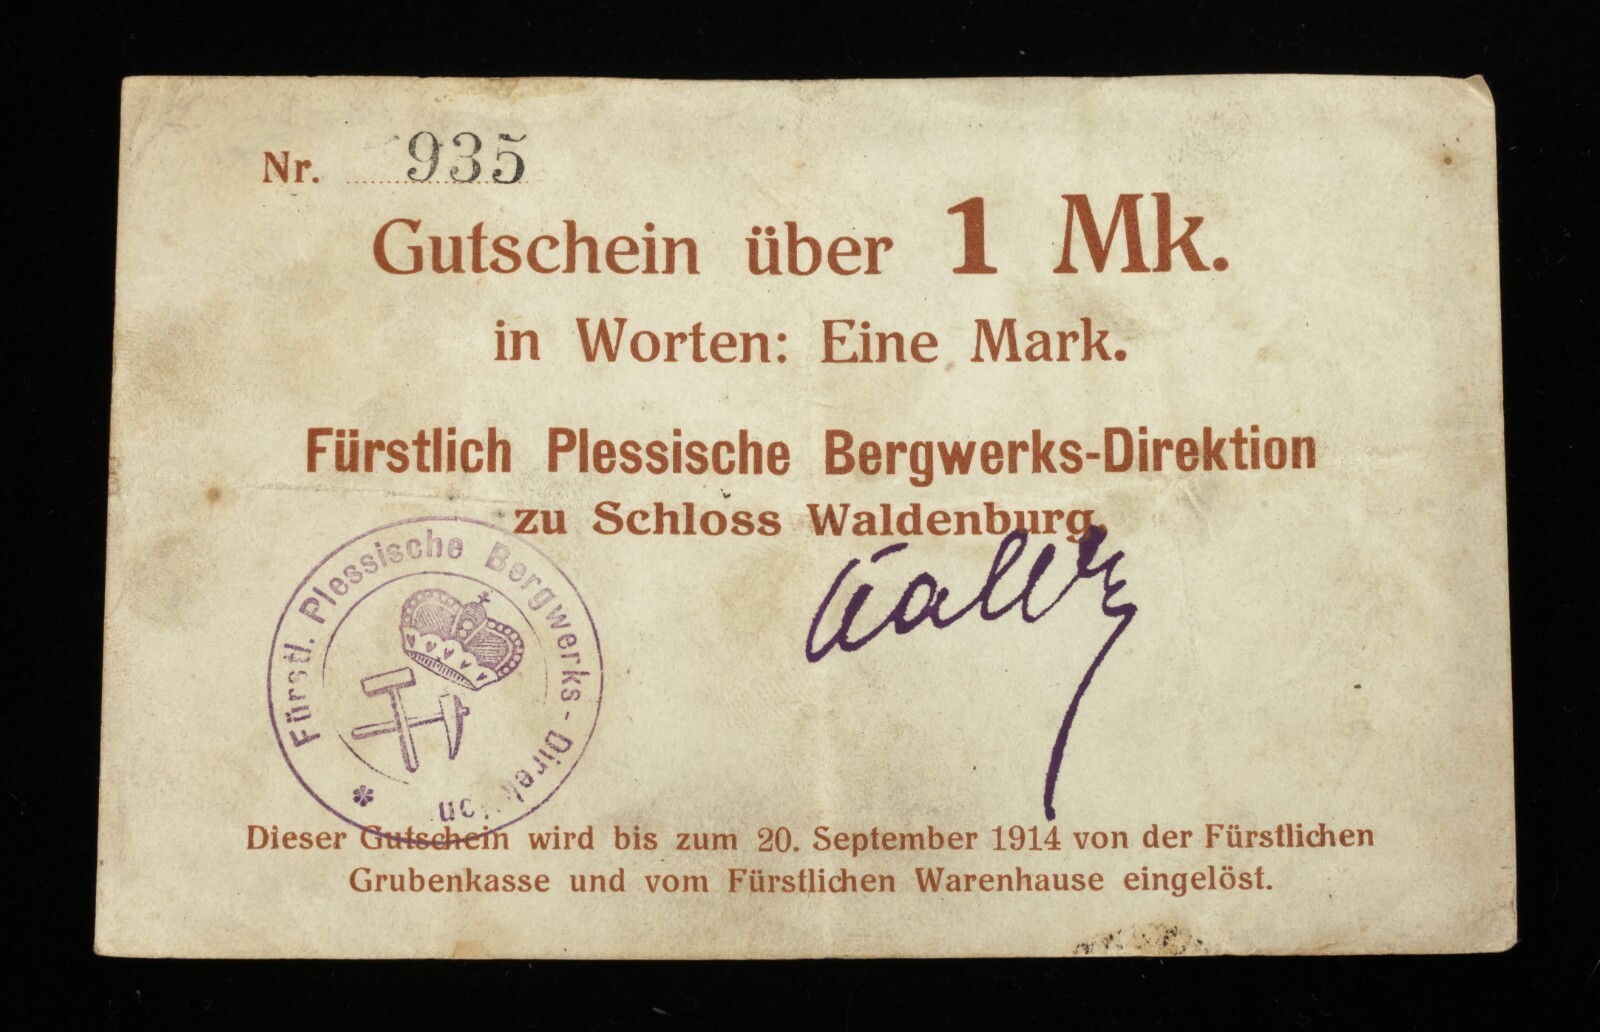 Nr. 935
Gutschein über 1 Mk.
in Worten: Eine Mark.
Fürstlich Plessische Bergwerks-Direktion
zu Schloss Waldenburg.
Fürstl. Plessische Bergwerks-Direktion
Dieser Gutschein wird bis zum 20. September 1914 von der Fürstlichen
Grubenkasse und vom Fürstlichen Warenhause eingelöst.